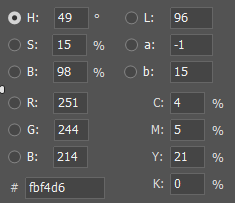 H: 49 ° L: 96
S: 15 % a: -1
B: 98 % b: 15
R: 251 C: 4 %
G: 244 M: 5 %
B: 214 Y: 21 %
K: 0 %
# fbf4d6